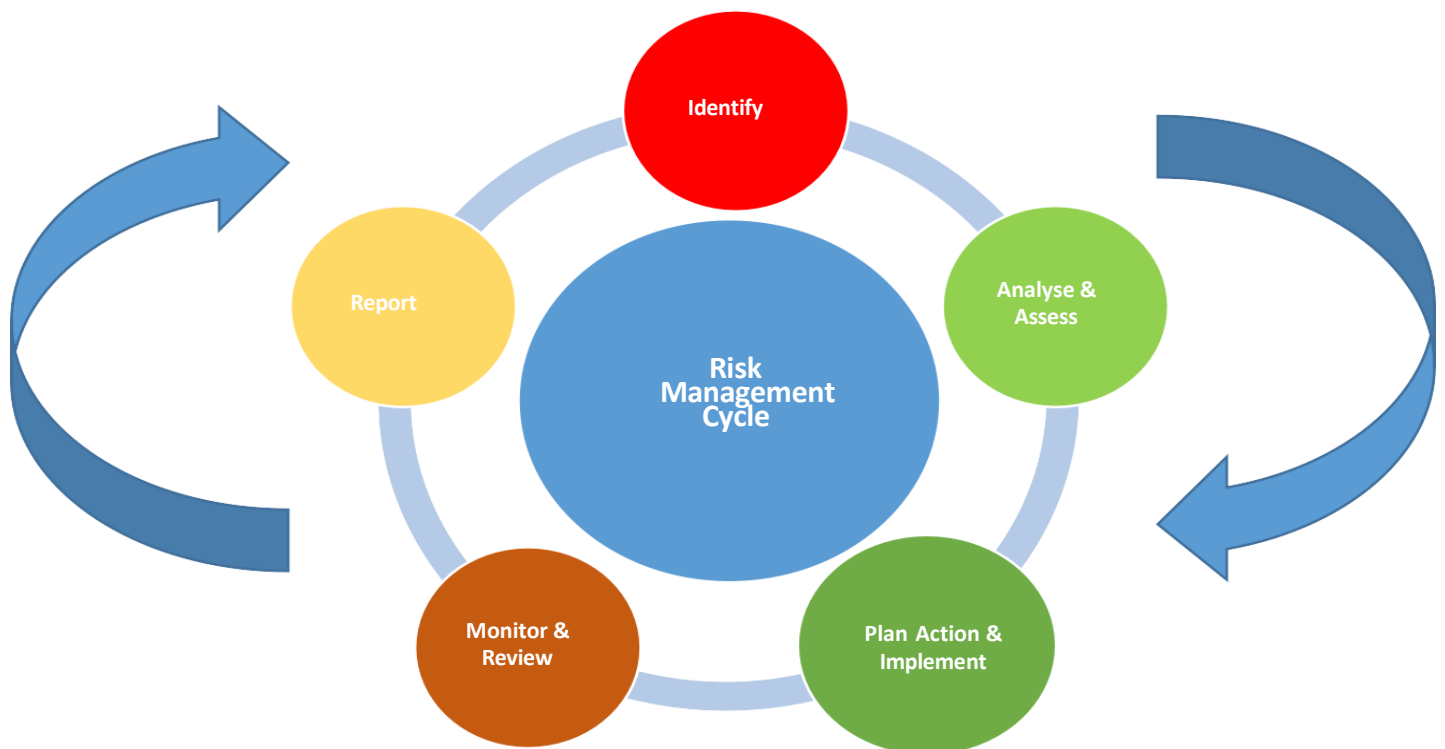 Identify
Analyse &
Assess
Plan Action &
Implement
Monitor &
Review
Report
Risk
Management
Cycle